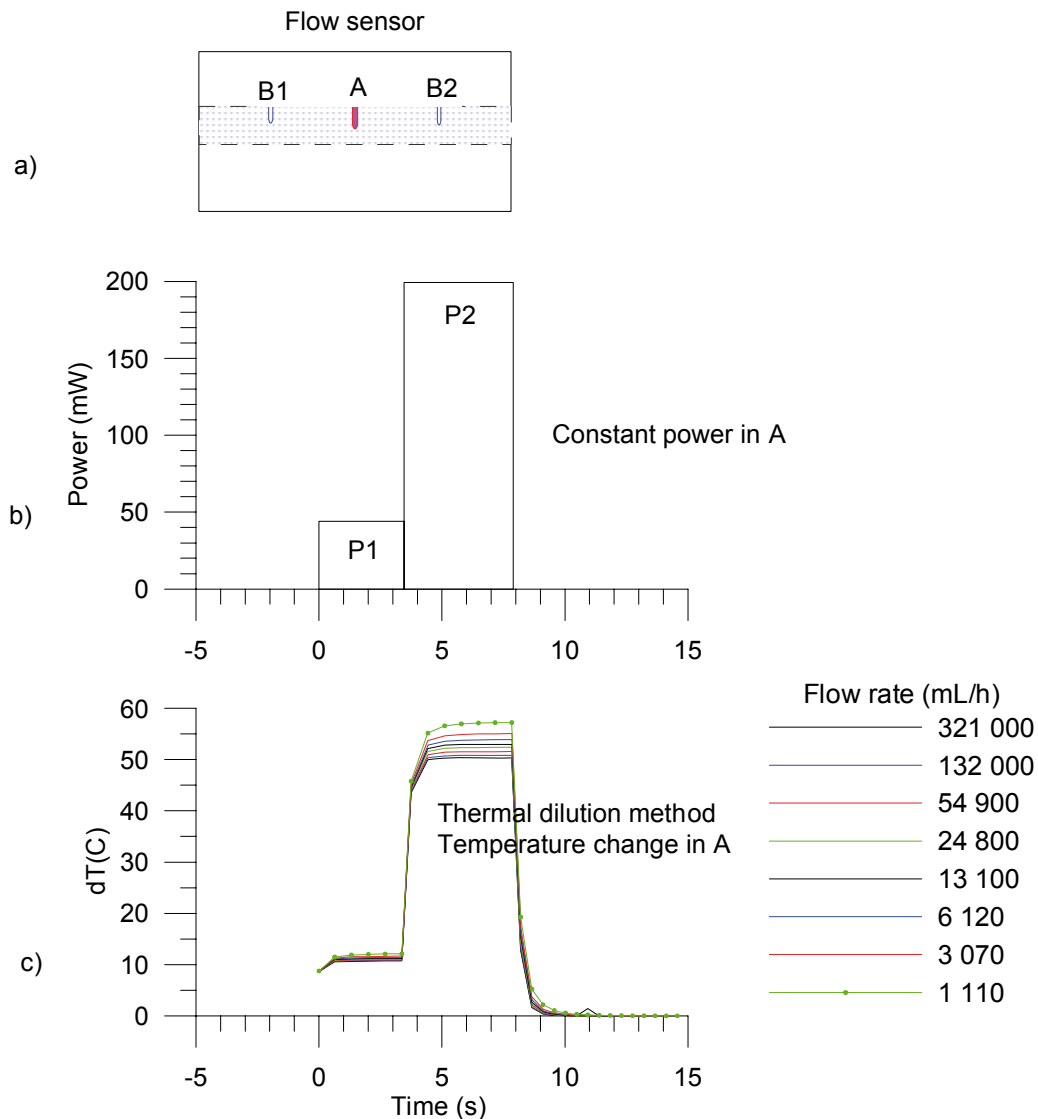 Flow sensor
B1
A
B2
a)
200
150
100
50
0
Power (mW)
P1
P2
Constant power in A
b)
-5
0
5
10
15
60
50
40
30
20
10
0
dT(C)
Thermal dilution method
Temperature change in A
c)
-5
0
5
10
15
Time (s)
Flow rate (mL/h)
321 000
132 000
54 900
24 800
13 100
6 120
3 070
1 110